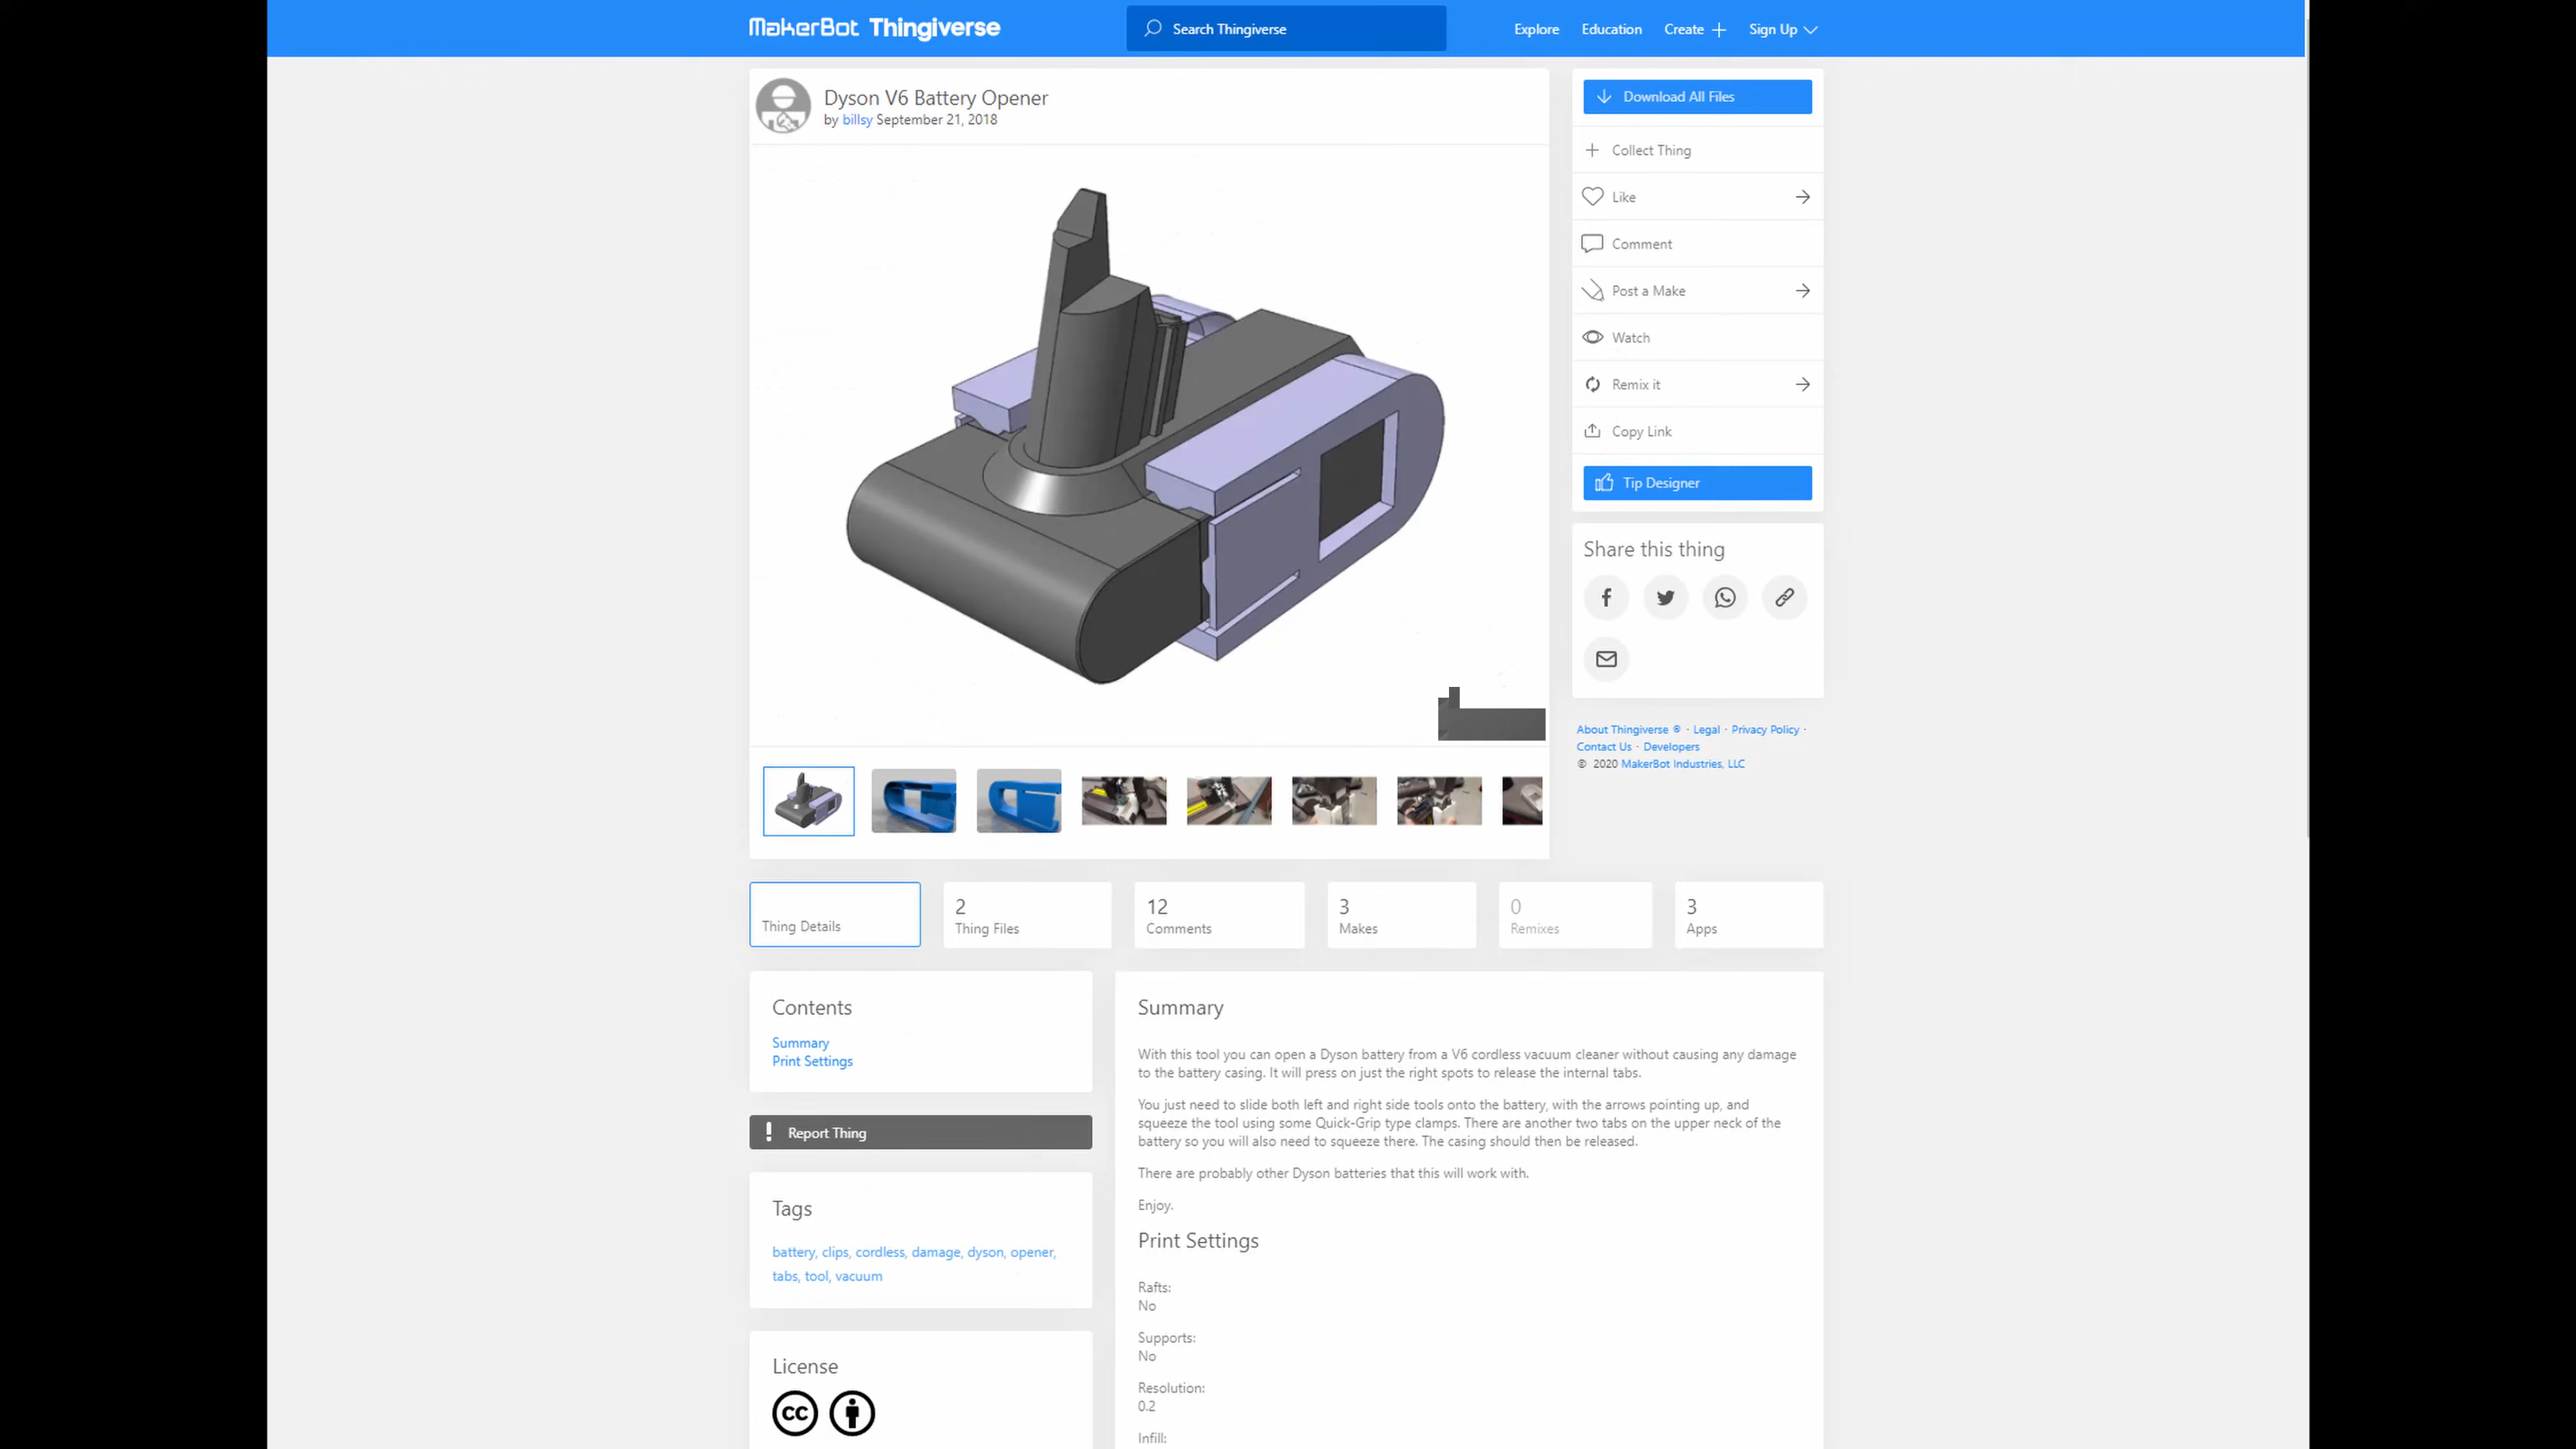 MakerBot Thingiverse
Search Thingiverse
Explore
Education
Create
Sign Up
Dyson V6 Battery Opener
by billsy September 21, 2018
Download All Files
Collect Thing
Like
Comment
Post a Make
Watch
Remix it
Copy Link
Tip Designer
Share this thing
About Thingiverse ® · Legal · Privacy Policy ·
Contact Us · Developers
© 2020 MakerBot Industries, LLC
Thing Details
2
Thing Files
12
Comments
3
Makes
0
Remixes
3
Apps
Contents
Summary
Print Settings
Report Thing
Tags
battery, clips, cordless, damage, dyson, opener,
tabs, tool, vacuum
License
cc
Summary
With this tool you can open a Dyson battery from a V6 cordless vacuum cleaner without causing any damage
to the battery casing. It will press on just the right spots to release the internal tabs.
You just need to slide both left and right side tools onto the battery, with the arrows pointing up, and
squeeze the tool using some Quick-Grip type clamps. There are another two tabs on the upper neck of the
battery so you will also need to squeeze there. The casing should then be released.
There are probably other Dyson batteries that this will work with.
Enjoy.
Print Settings
Rafts:
No
Supports:
No
Resolution:
0.2
Infill: